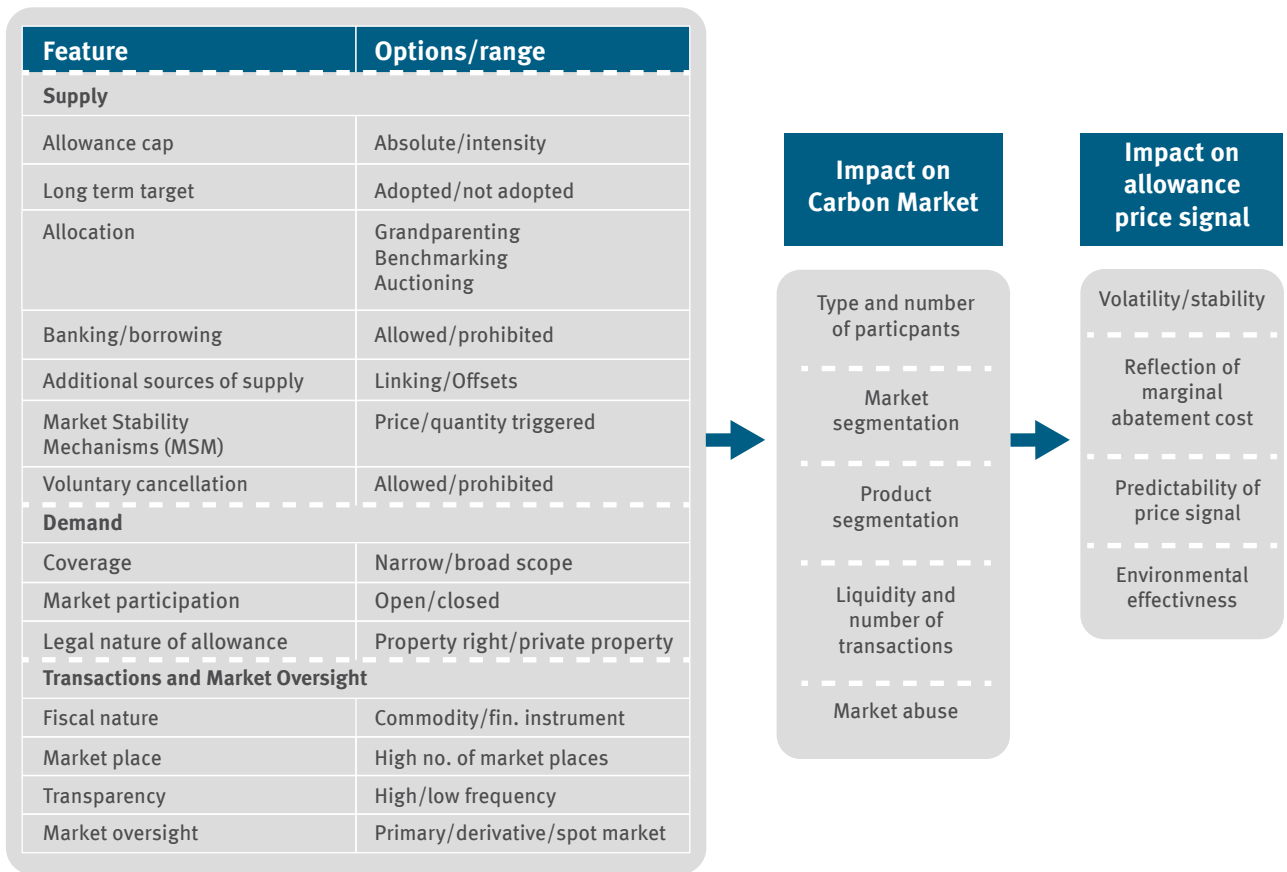 Feature Options/range
Supply
Allowance cap Absolute/intensity
Long term target Adopted/not adopted
Allocation Grandparenting
Benchmarking
Auctioning
Banking/borrowing Allowed/prohibited
Additional sources of supply Linking/Offsets
Market Stability Price/quantity triggered
Mechanisms (MSM)
Voluntary cancellation Allowed/prohibited
Demand
Coverage Narrow/broad scope
Market participation Open/closed
Legal nature of allowance Property right/private property
Transactions and Market Oversight
Fiscal nature Commodity/fin. instrument
Market place High no. of market places
Transparency High/low frequency
Market oversight Primary/derivative/spot market
Impact on
Carbon Market
Type and number
of particpants
Market
segmentation
Product
segmentation
Liquidity and
number of
transactions
Market abuse
Impact on
allowance
price signal
Volatility/stability
Reflection of
marginal
abatement cost
Predictability of
price signal
Environmental
effectivness